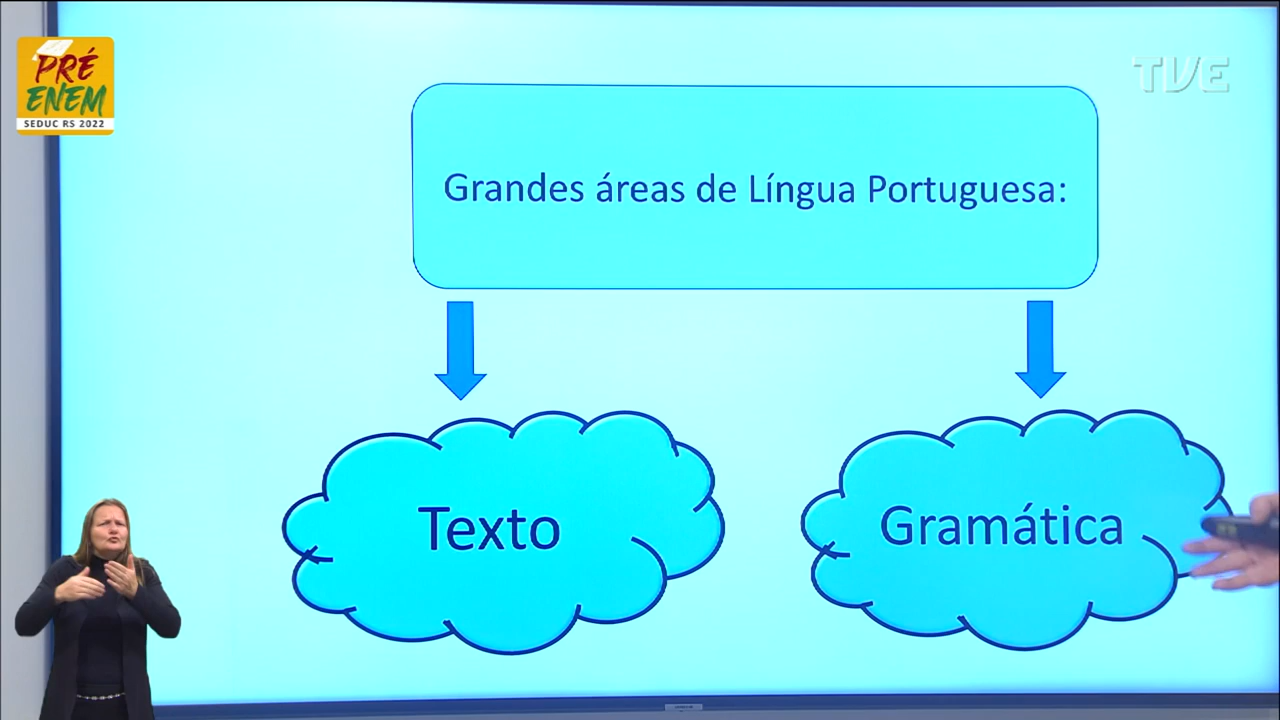 PRÉ
ENEM
SEDUC RS 2022
TVE
Grandes áreas de Língua Portuguesa:
Texto
Gramática